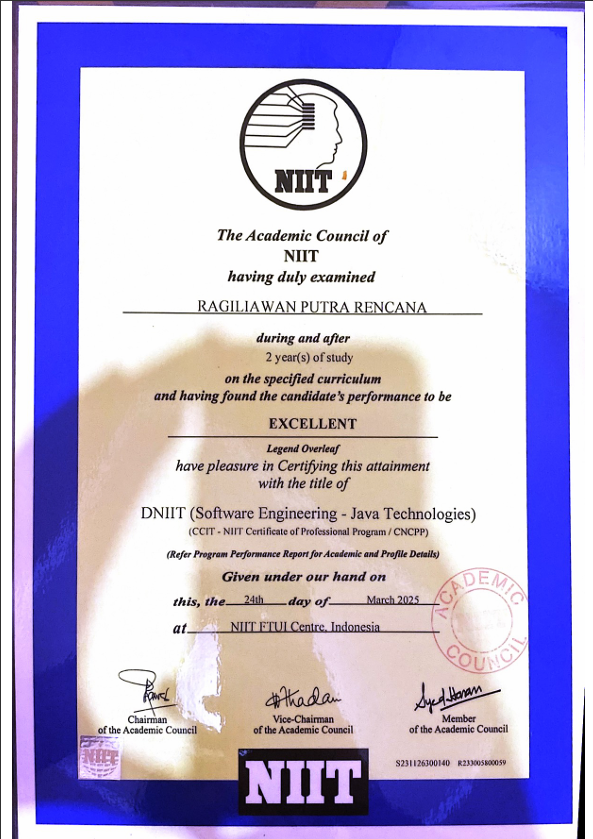 NIIT
The Academic Council of
NIIT
having duly examined
RAGILIAWAN PUTRA RENCANA
during and after
2 year(s) of study
on the specified curriculum
and having found the candidate's performance to be
EXCELLENT
Legend Overleaf
have pleasure in Certifying this attainment
with the title of
DNIIT (Software Engineering - Java Technologies)
(CCIT - NIIT Certificate of Professional Program / CNCPP)
(Refer Program Performance Report for Academic and Profile Details)
Given under our hand on
this, the 24th day of March 2025
at NIIT FTUI Centre, Indonesia
ACADEMIC
COUNCIL
Chairman
of the Academic Council
Vice-Chairman
of the Academic Council
Syed Hasan
Member
of the Academic Council
NIIT
NIIT
S231126300140 R233005800059